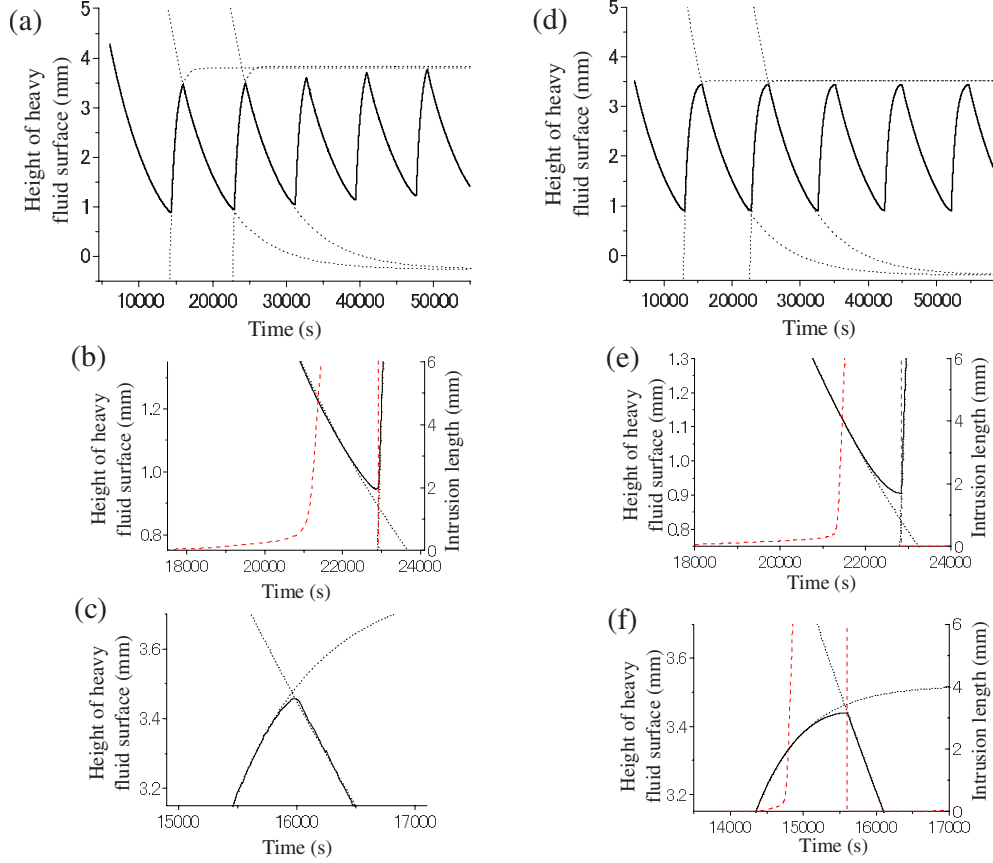 (a)
Height of heavy
fluid surface (mm)
5
4
3
2
1
0
10000 20000 30000 40000 50000
Time (s)
(d)
Height of heavy
fluid surface (mm)
5
4
3
2
1
0
10000 20000 30000 40000 50000
Time (s)
(b)
Height of heavy
fluid surface (mm)
1.2
1.0
0.8
18000 20000 22000 24000
Time (s)
6
4
2
0
Intrusion length (mm)
(e)
Height of heavy
fluid surface (mm)
1.3
1.2
1.1
1.0
0.9
0.8
18000 20000 22000 24000
Time (s)
6
4
2
0
Intrusion length (mm)
(c)
Height of heavy
fluid surface (mm)
3.6
3.4
3.2
15000 16000 17000
Time (s)
(f)
Height of heavy
fluid surface (mm)
3.6
3.4
3.2
14000 15000 16000 17000
Time (s)
6
4
2
0
Intrusion length (mm)